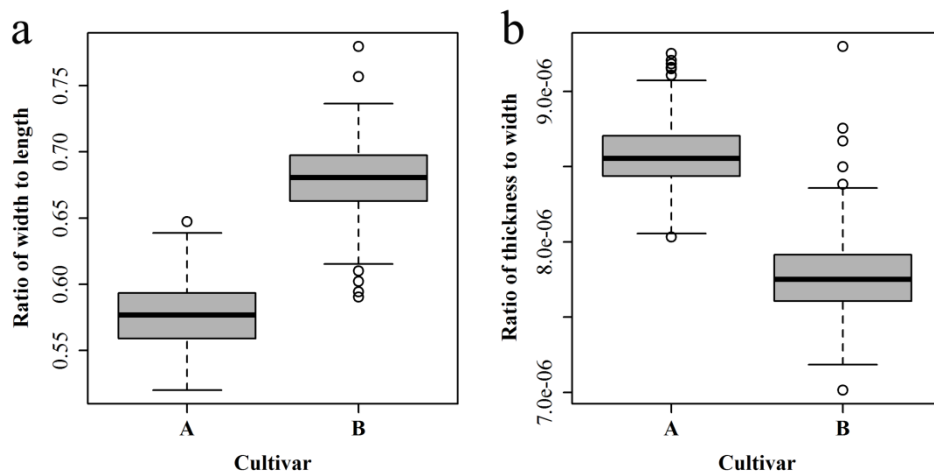 a
Ratio of width to length
0.75
0.70
0.65
0.60
0.55
A
B
Cultivar
b
Ratio of thickness to width
9.0e-06
8.0e-06
7.0e-06
A
B
Cultivar